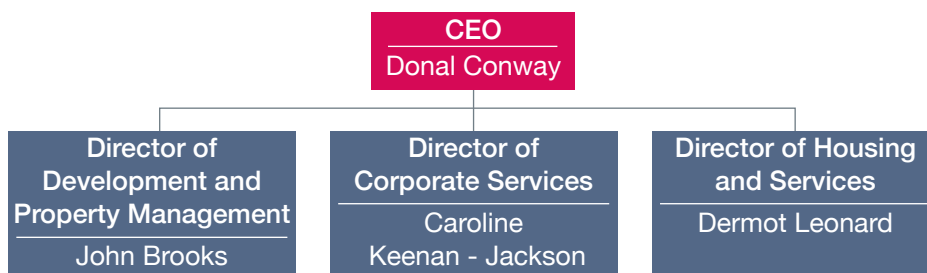 CEO
Donal Conway
Director of
Development and
Property Management
John Brooks
Director of
Corporate Services
Caroline
Keenan - Jackson
Director of Housing
and Services
Dermot Leonard